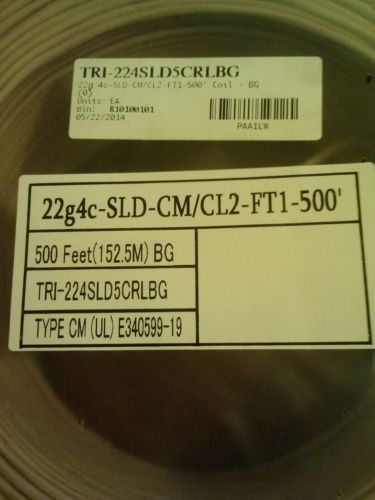 TRI-224SLD5CRLBG
22g 4c-SLD-CM/CL2-FT1-500' Coil - BG
(0)
Units: EA
Bin: R10100101
05/22/2014
PAAILW
22g4c-SLD-CM/CL2-FT1-500'
500 Feet(152.5M) BG
TRI-224SLD5CRLBG
TYPE CM (UL) E340599-19